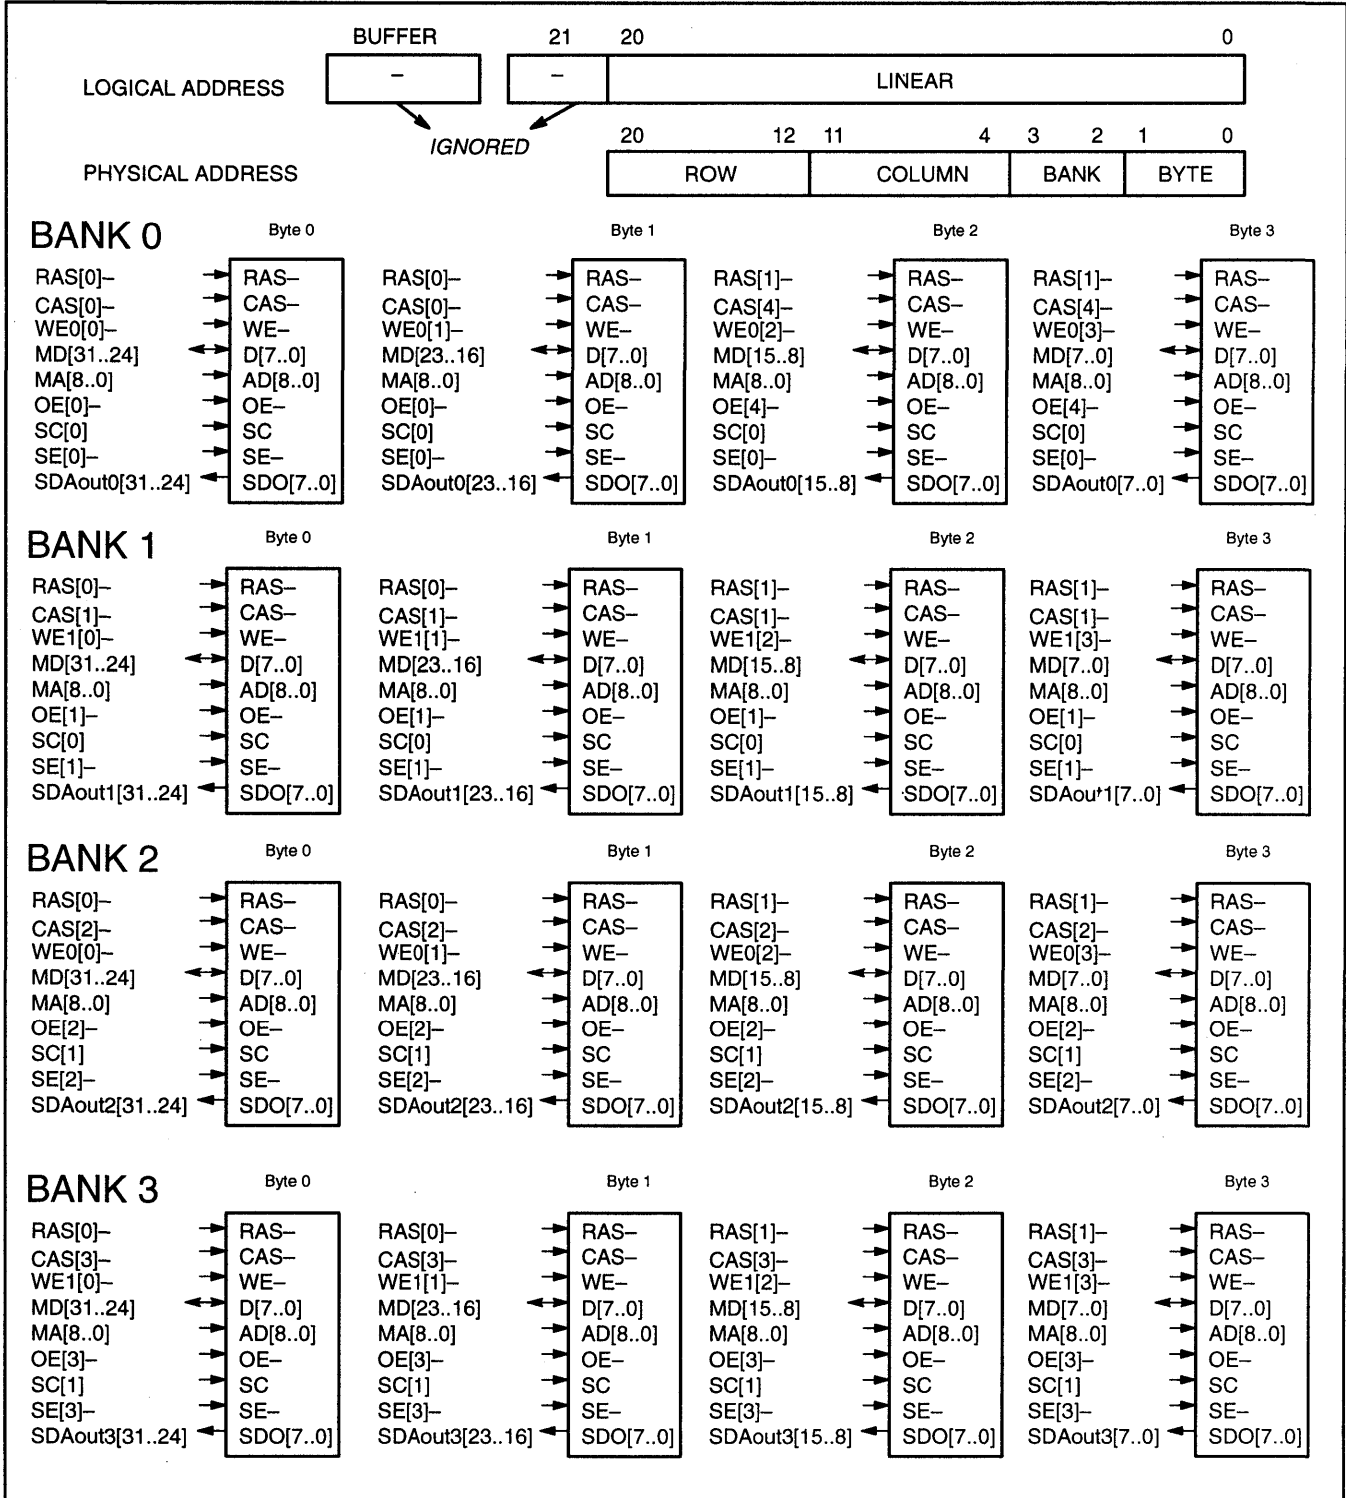 BUFFER 21 20 0
LOGICAL ADDRESS – – LINEAR
IGNORED
20 12 11 4 3 2 1 0
PHYSICAL ADDRESS ROW COLUMN BANK BYTE
BANK 0 Byte 0 Byte 1 Byte 2 Byte 3
RAS[0]– RAS– RAS[0]– RAS– RAS[1]– RAS– RAS[1]– RAS–
CAS[0]– CAS– CAS[0]– CAS– CAS[4]– CAS– CAS[4]– CAS–
WE0[0]– WE– WE0[1]– WE– WE0[2]– WE– WE0[3]– WE–
MD[31..24] D[7..0] MD[23..16] D[7..0] MD[15..8] D[7..0] MD[7..0] D[7..0]
MA[8..0] AD[8..0] MA[8..0] AD[8..0] MA[8..0] AD[8..0] MA[8..0] AD[8..0]
OE[0]– OE– OE[0]– OE– OE[4]– OE– OE[4]– OE–
SC[0] SC SC[0] SC SC[0] SC SC[0] SC
SE[0]– SE– SE[0]– SE– SE[0]– SE– SE[0]– SE–
SDAout0[31..24] SDO[7..0] SDAout0[23..16] SDO[7..0] SDAout0[15..8] SDO[7..0] SDAout0[7..0] SDO[7..0]
BANK 1 Byte 0 Byte 1 Byte 2 Byte 3
RAS[0]– RAS– RAS[0]– RAS– RAS[1]– RAS– RAS[1]– RAS–
CAS[1]– CAS– CAS[1]– CAS– CAS[1]– CAS– CAS[1]– CAS–
WE1[0]– WE– WE1[1]– WE– WE1[2]– WE– WE1[3]– WE–
MD[31..24] D[7..0] MD[23..16] D[7..0] MD[15..8] D[7..0] MD[7..0] D[7..0]
MA[8..0] AD[8..0] MA[8..0] AD[8..0] MA[8..0] AD[8..0] MA[8..0] AD[8..0]
OE[1]– OE– OE[1]– OE– OE[1]– OE– OE[1]– OE–
SC[0] SC SC[0] SC SC[0] SC SC[0] SC
SE[1]– SE– SE[1]– SE– SE[1]– SE– SE[1]– SE–
SDAout1[31..24] SDO[7..0] SDAout1[23..16] SDO[7..0] SDAout1[15..8] SDO[7..0] SDAout1[7..0] SDO[7..0]
BANK 2 Byte 0 Byte 1 Byte 2 Byte 3
RAS[0]– RAS– RAS[0]– RAS– RAS[1]– RAS– RAS[1]– RAS–
CAS[2]– CAS– CAS[2]– CAS– CAS[2]– CAS– CAS[2]– CAS–
WE0[0]– WE– WE0[1]– WE– WE0[2]– WE– WE0[3]– WE–
MD[31..24] D[7..0] MD[23..16] D[7..0] MD[15..8] D[7..0] MD[7..0] D[7..0]
MA[8..0] AD[8..0] MA[8..0] AD[8..0] MA[8..0] AD[8..0] MA[8..0] AD[8..0]
OE[2]– OE– OE[2]– OE– OE[2]– OE– OE[2]– OE–
SC[1] SC SC[1] SC SC[1] SC SC[1] SC
SE[2]– SE– SE[2]– SE– SE[2]– SE– SE[2]– SE–
SDAout2[31..24] SDO[7..0] SDAout2[23..16] SDO[7..0] SDAout2[15..8] SDO[7..0] SDAout2[7..0] SDO[7..0]
BANK 3 Byte 0 Byte 1 Byte 2 Byte 3
RAS[0]– RAS– RAS[0]– RAS– RAS[1]– RAS– RAS[1]– RAS–
CAS[3]– CAS– CAS[3]– CAS– CAS[3]– CAS– CAS[3]– CAS–
WE1[0]– WE– WE1[1]– WE– WE1[2]– WE– WE1[3]– WE–
MD[31..24] D[7..0] MD[23..16] D[7..0] MD[15..8] D[7..0] MD[7..0] D[7..0]
MA[8..0] AD[8..0] MA[8..0] AD[8..0] MA[8..0] AD[8..0] MA[8..0] AD[8..0]
OE[3]– OE– OE[3]– OE– OE[3]– OE– OE[3]– OE–
SC[1] SC SC[1] SC SC[1] SC SC[1] SC
SE[3]– SE– SE[3]– SE– SE[3]– SE– SE[3]– SE–
SDAout3[31..24] SDO[7..0] SDAout3[23..16] SDO[7..0] SDAout3[15..8] SDO[7..0] SDAout3[7..0] SDO[7..0]